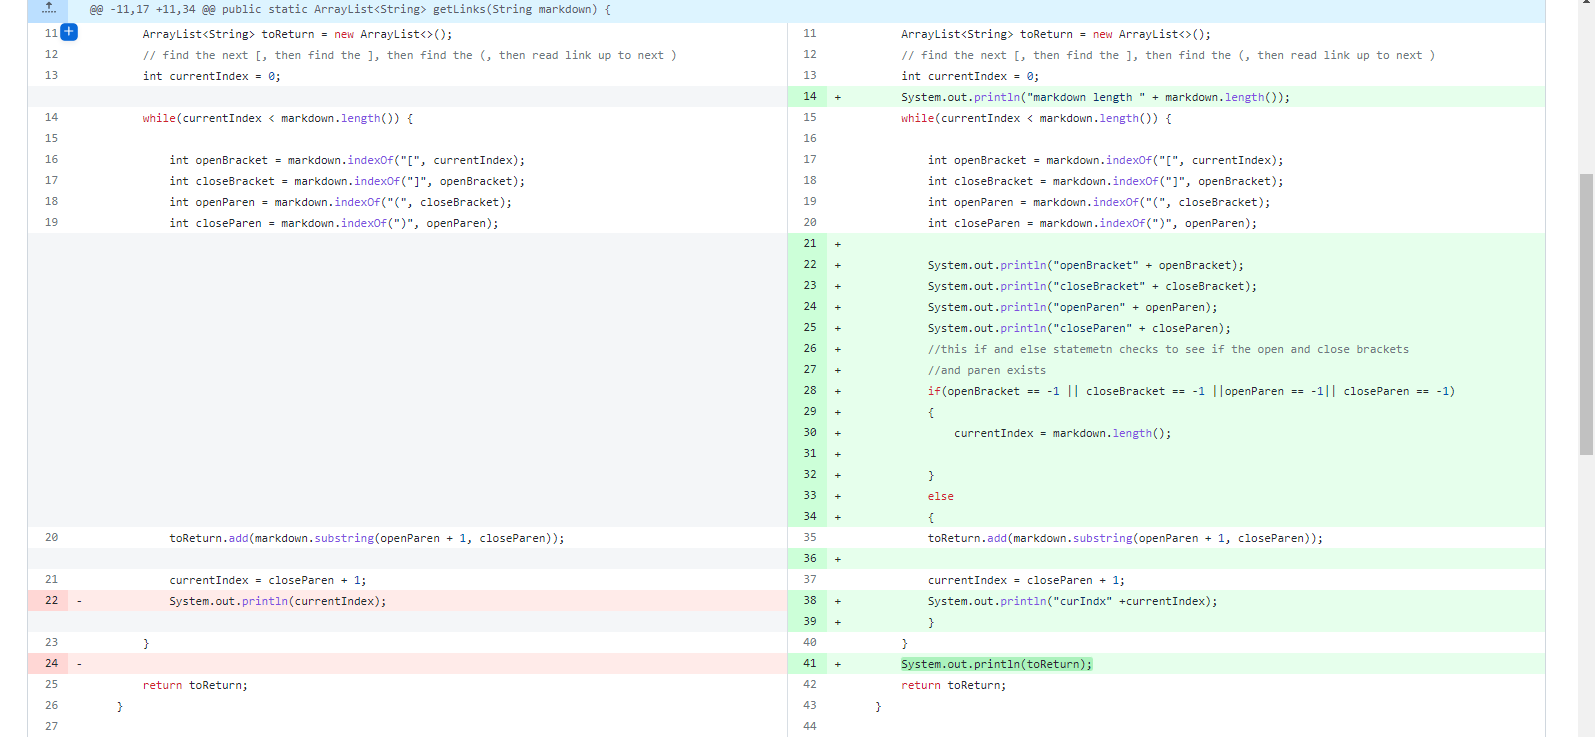 @@ -11,17 +11,34 @@ public static ArrayList<String> getLinks(String markdown) {
11 ArrayList<String> toReturn = new ArrayList<>();
12 // find the next [, then find the ], then find the (, then read link up to next )
13 int currentIndex = 0;
14 while(currentIndex < markdown.length()) {
15
16 int openBracket = markdown.indexOf("[", currentIndex);
17 int closeBracket = markdown.indexOf("]", openBracket);
18 int openParen = markdown.indexOf("(", closeBracket);
19 int closeParen = markdown.indexOf(")", openParen);
20 toReturn.add(markdown.substring(openParen + 1, closeParen));
21 currentIndex = closeParen + 1;
22 - System.out.println(currentIndex);
23 }
24 -
25 return toReturn;
26 }
27
11 ArrayList<String> toReturn = new ArrayList<>();
12 // find the next [, then find the ], then find the (, then read link up to next )
13 int currentIndex = 0;
14 + System.out.println("markdown length " + markdown.length());
15 while(currentIndex < markdown.length()) {
16
17 int openBracket = markdown.indexOf("[", currentIndex);
18 int closeBracket = markdown.indexOf("]", openBracket);
19 int openParen = markdown.indexOf("(", closeBracket);
20 int closeParen = markdown.indexOf(")", openParen);
21 +
22 + System.out.println("openBracket" + openBracket);
23 + System.out.println("closeBracket" + closeBracket);
24 + System.out.println("openParen" + openParen);
25 + System.out.println("closeParen" + closeParen);
26 + //this if and else statemetn checks to see if the open and close brackets
27 + //and paren exists
28 + if(openBracket == -1 || closeBracket == -1 ||openParen == -1|| closeParen == -1)
29 + {
30 + currentIndex = markdown.length();
31 +
32 + }
33 + else
34 + {
35 toReturn.add(markdown.substring(openParen + 1, closeParen));
36 +
37 currentIndex = closeParen + 1;
38 + System.out.println("curIndx" +currentIndex);
39 + }
40 }
41 + System.out.println(toReturn);
42 return toReturn;
43 }
44